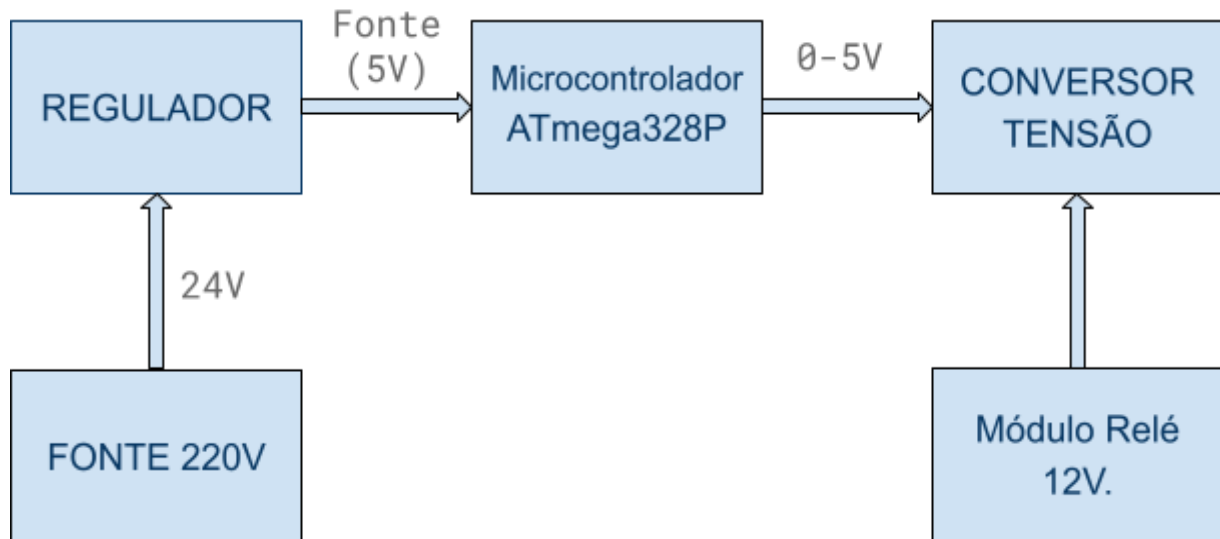 REGULADOR
Fonte
(5V)
Microcontrolador
ATmega328P
0-5V
CONVERSOR
TENSÃO
24V
FONTE 220V
Módulo Relé
12V.